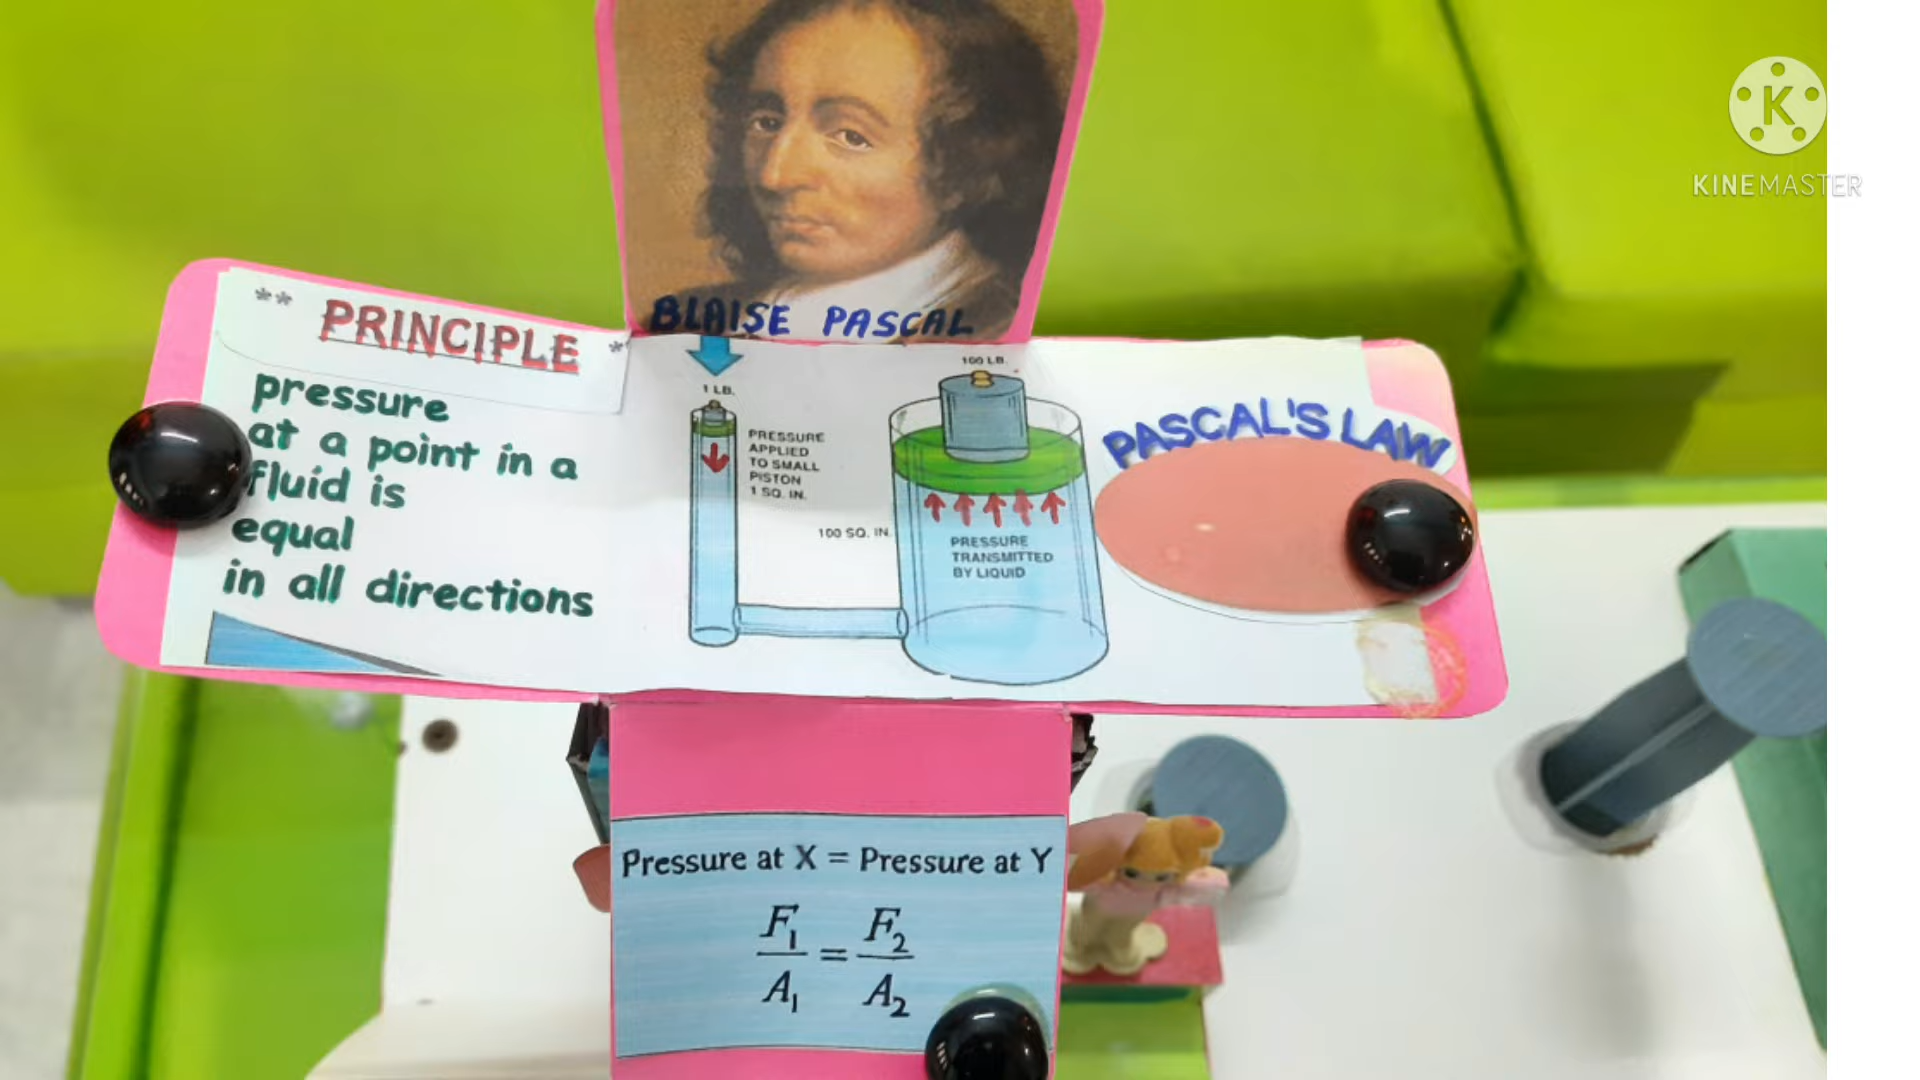 KINEMASTER
BLAISE PASCAL
** PRINCIPLE *
pressure
at a point in a
fluid is
equal
in all directions
1 LB.
PRESSURE
APPLIED
TO SMALL
PISTON
1 SQ. IN.
100 LB.
100 SQ. IN.
PRESSURE
TRANSMITTED
BY LIQUID
PASCAL'S LAW
Pressure at X = Pressure at Y
F₁/A₁ = F₂/A₂